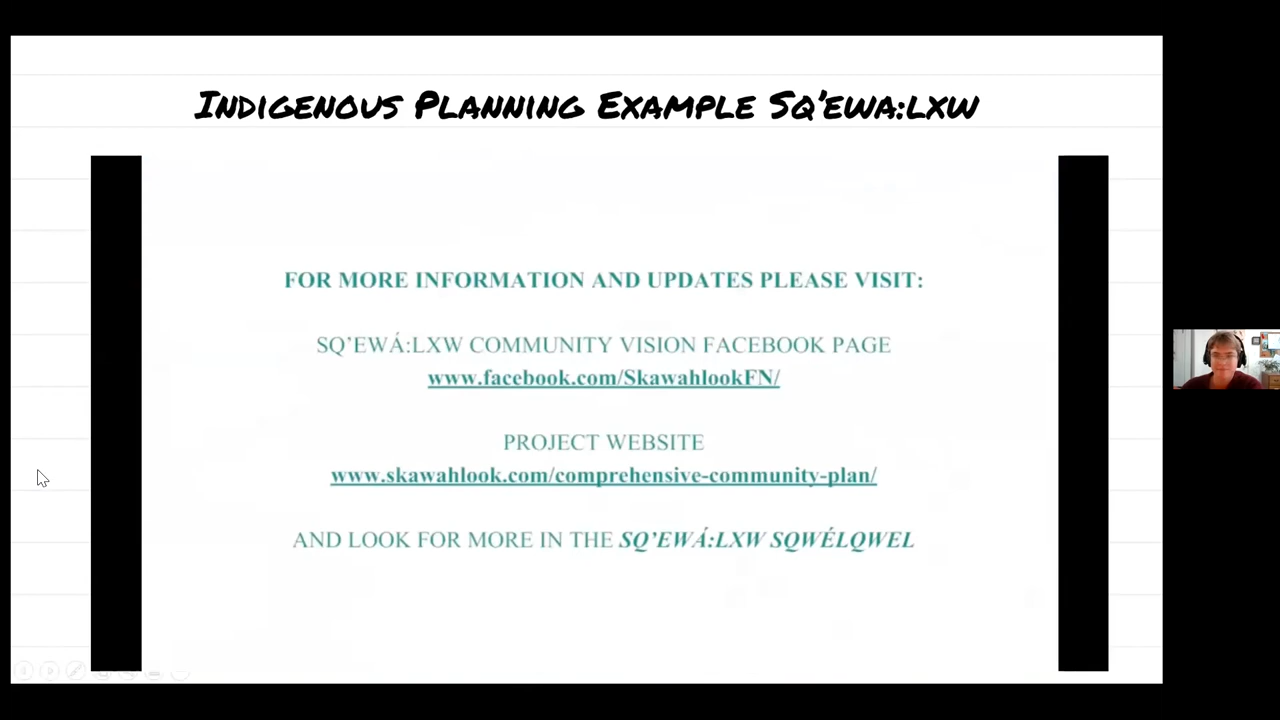 Indigenous Planning Example Sq'ewa:lxw
FOR MORE INFORMATION AND UPDATES PLEASE VISIT:
SQ'EWÁ:LXW COMMUNITY VISION FACEBOOK PAGE
www.facebook.com/SkawahlookFN/
PROJECT WEBSITE
www.skawahlook.com/comprehensive-community-plan/
AND LOOK FOR MORE IN THE SQ'EWÁ:LXW SQWÉLQWEL